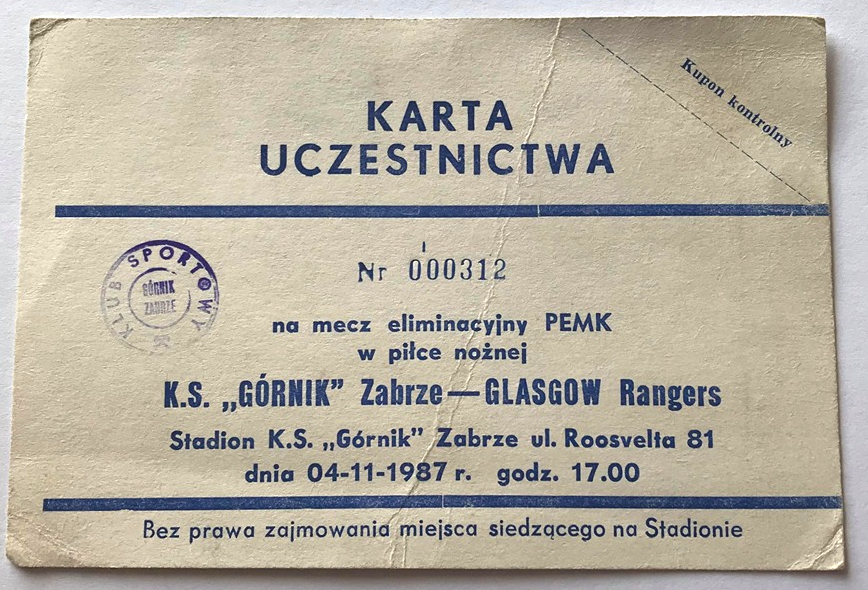 Kupon kontrolny
KARTA
UCZESTNICTWA
KLUB SPORTOWY
GÓRNIK
ZABRZE
Nr 000312
na mecz eliminacyjny PEMK
w piłce nożnej
K.S. „GÓRNIK” Zabrze — GLASGOW Rangers
Stadion K.S. „Górnik” Zabrze ul. Roosvelta 81
dnia 04-11-1987 r. godz. 17.00
Bez prawa zajmowania miejsca siedzącego na Stadionie